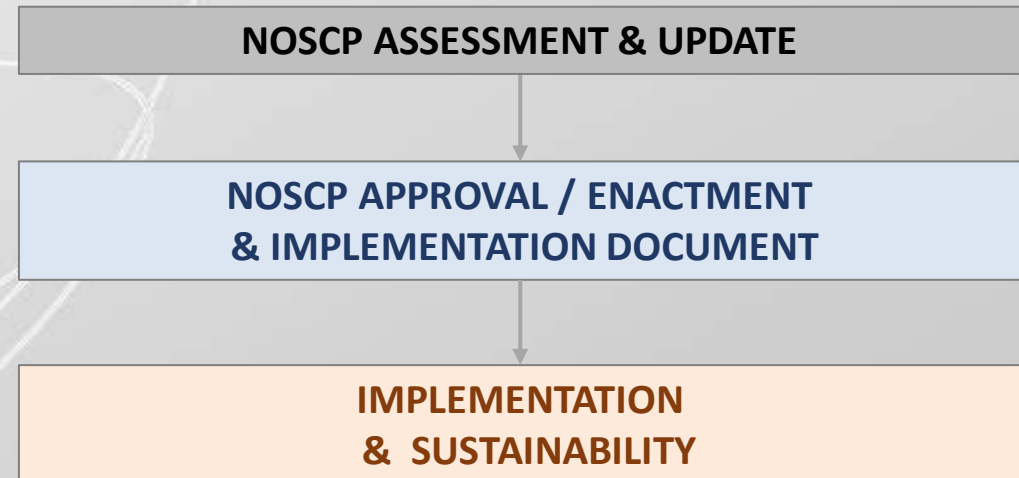 NOSCP ASSESSMENT & UPDATE
NOSCP APPROVAL / ENACTMENT
& IMPLEMENTATION DOCUMENT
IMPLEMENTATION
& SUSTAINABILITY